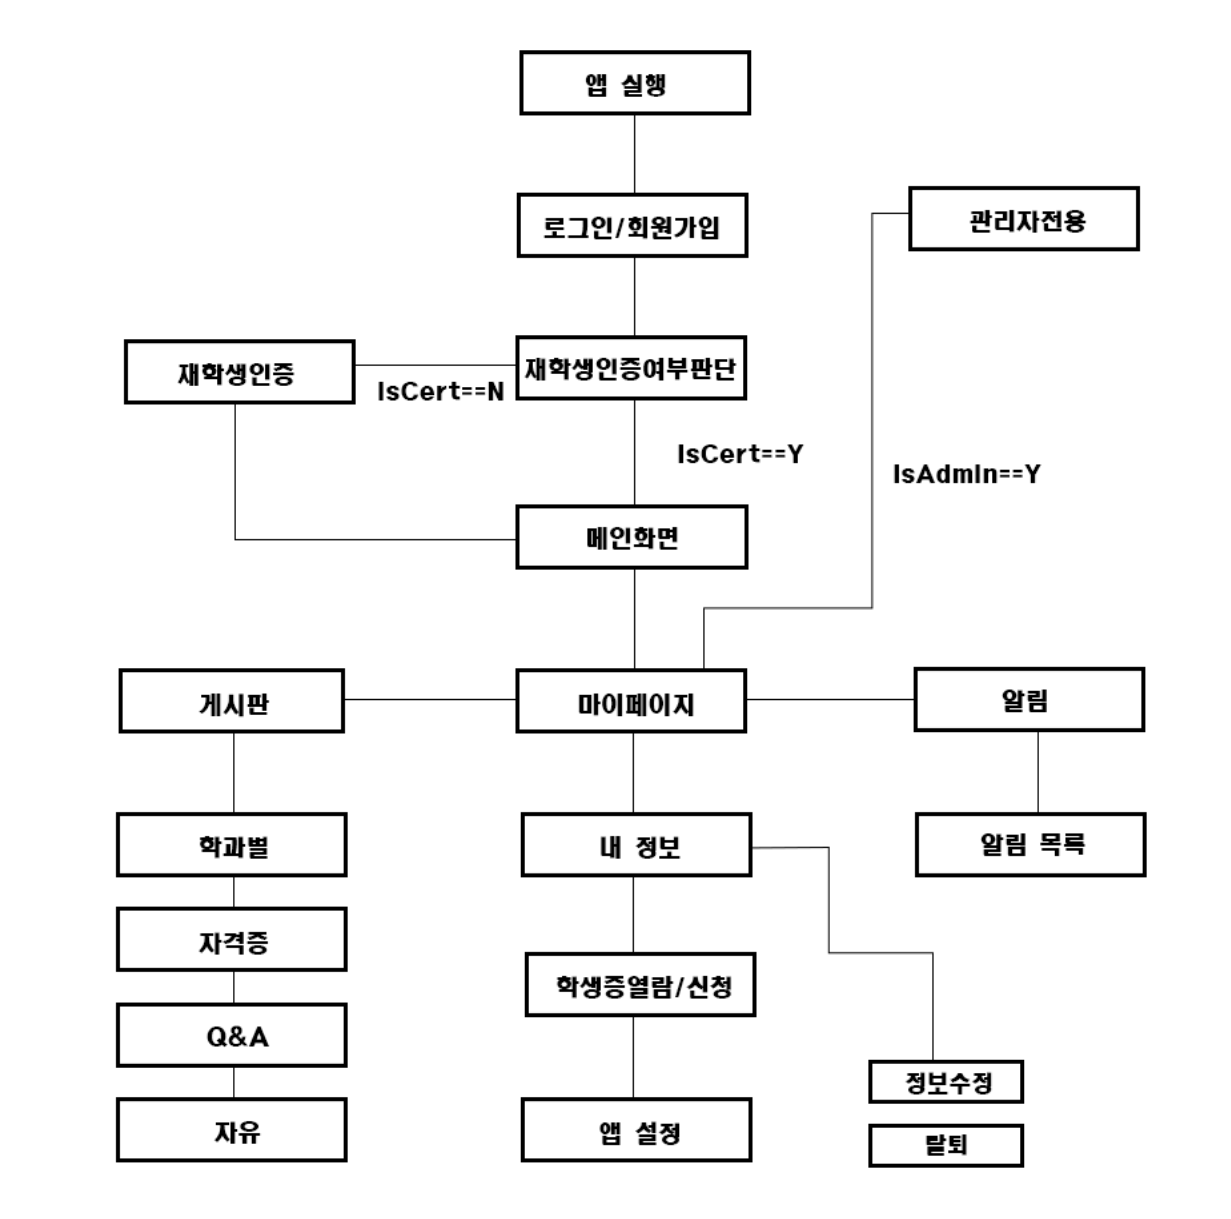 앱 실행
로그인/회원가입
관리자전용
재학생인증
재학생인증여부판단
IsCert==N
IsCert==Y
IsAdmIn==Y
메인화면
게시판
마이페이지
알림
학과별
내 정보
알림 목록
자격증
학생증열람/신청
Q&A
정보수정
자유
앱 설정
탈퇴